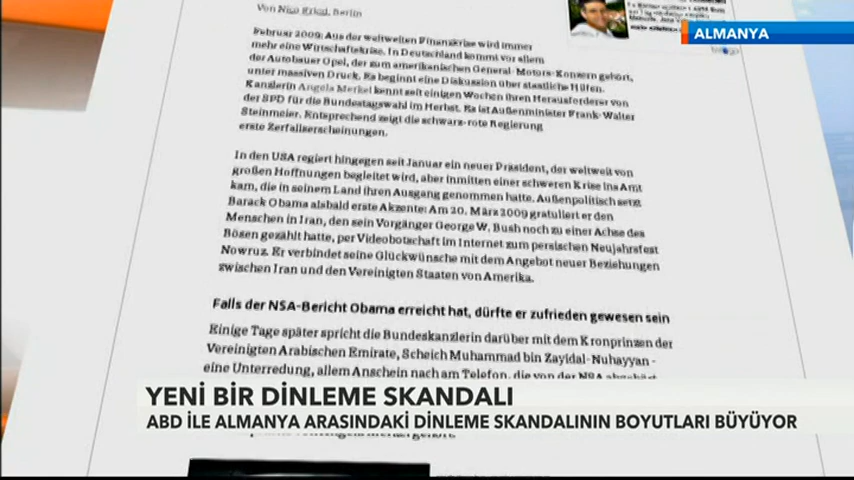 Von Nico Fried, Berlin
ALMANYA
Februar 2009: Aus der weltweiten Finanzkrise wird immer
mehr eine Wirtschaftskrise. In Deutschland kommt vor allem
der Autobauer Opel, der zum amerikanischen General-Motors-Konzern gehört,
unter massiven Druck. Es beginnt eine Diskussion über staatliche Hilfen.
Kanzlerin Angela Merkel kennt seit einigen Wochen ihren Herausforderer von
der SPD für die Bundestagswahl im Herbst. Es ist Außenminister Frank-Walter
Steinmeier. Entsprechend zeigt die schwarz-rote Regierung
erste Zerfallserscheinungen.
In den USA regiert hingegen seit Januar ein neuer Präsident, der weltweit von
großen Hoffnungen begleitet wird, aber inmitten einer schweren Krise ins Amt
kam, die in seinem Land ihren Ausgang genommen hatte. Außenpolitisch setzt
Barack Obama alsbald erste Akzente: Am 20. März 2009 gratuliert er den
Menschen in Iran, den sein Vorgänger George W. Bush noch zu einer Achse des
Bösen gezählt hatte, per Videobotschaft im Internet zum persischen Neujahrsfest
Nowruz. Er verbindet seine Glückwünsche mit dem Angebot neuer Beziehungen
zwischen Iran und den Vereinigten Staaten von Amerika.
Falls der NSA-Bericht Obama erreicht hat, dürfte er zufrieden gewesen sein
Einige Tage später spricht die Bundeskanzlerin darüber mit dem Kronprinzen der
Vereinigten Arabischen Emirate, Scheich Muhammad bin Zayidal-Nuhayyan -
eine Unterredung, allem Anschein nach am Telefon, die von der NSA abgehört
YENİ BİR DİNLEME SKANDALI
ABD İLE ALMANYA ARASINDAKİ DİNLEME SKANDALININ BOYUTLARI BÜYÜYOR